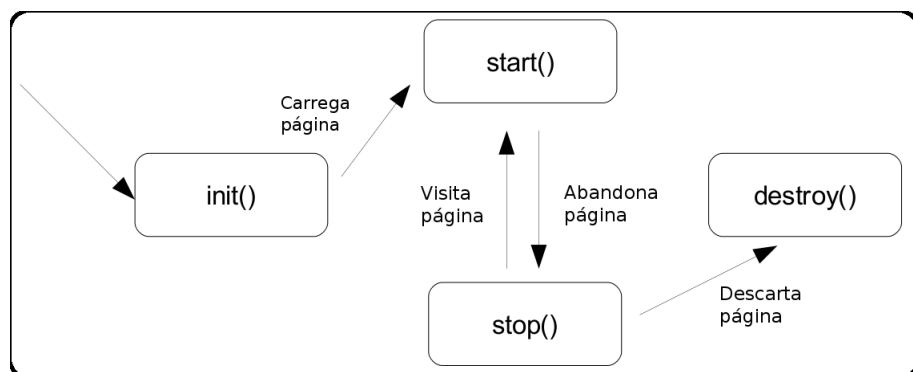 start()
Carrega
página
init()
Visita
página
Abandona
página
destroy()
stop()
Descarta
página